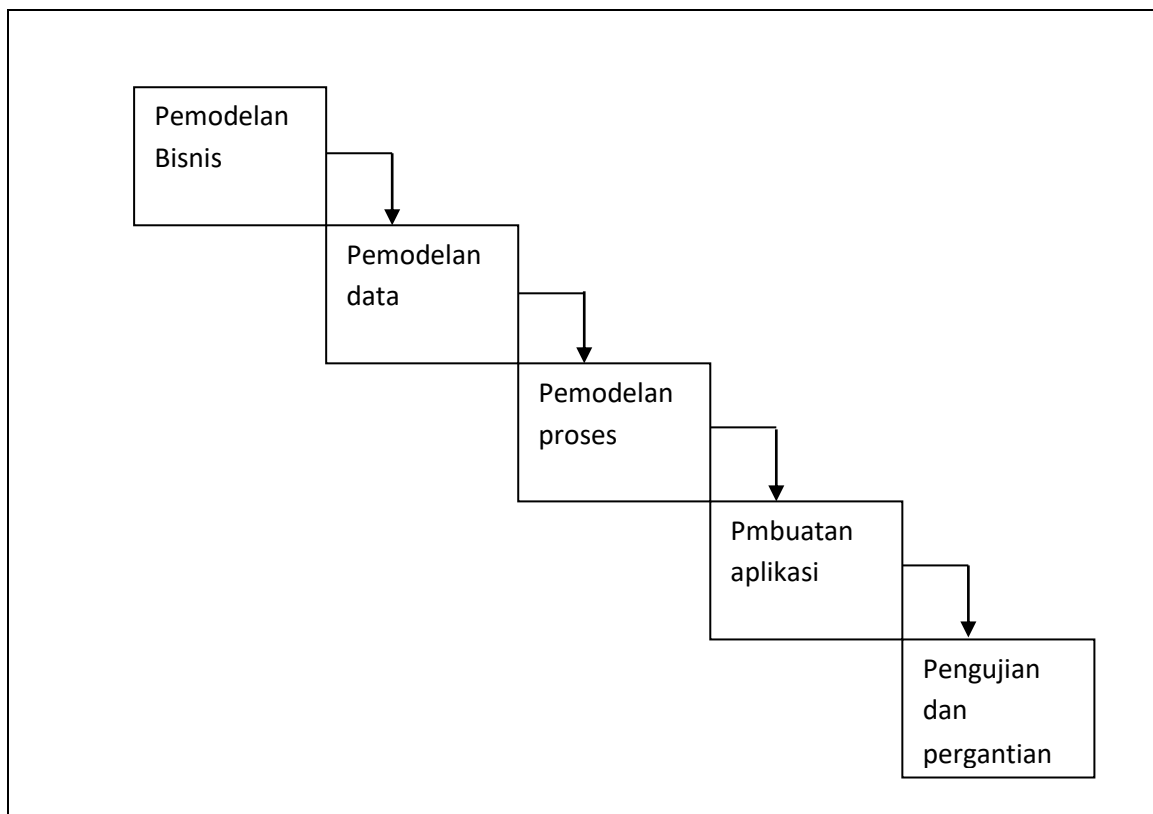 Pemodelan
Bisnis
Pemodelan
data
Pemodelan
proses
Pmbuatan
aplikasi
Pengujian
dan
pergantian